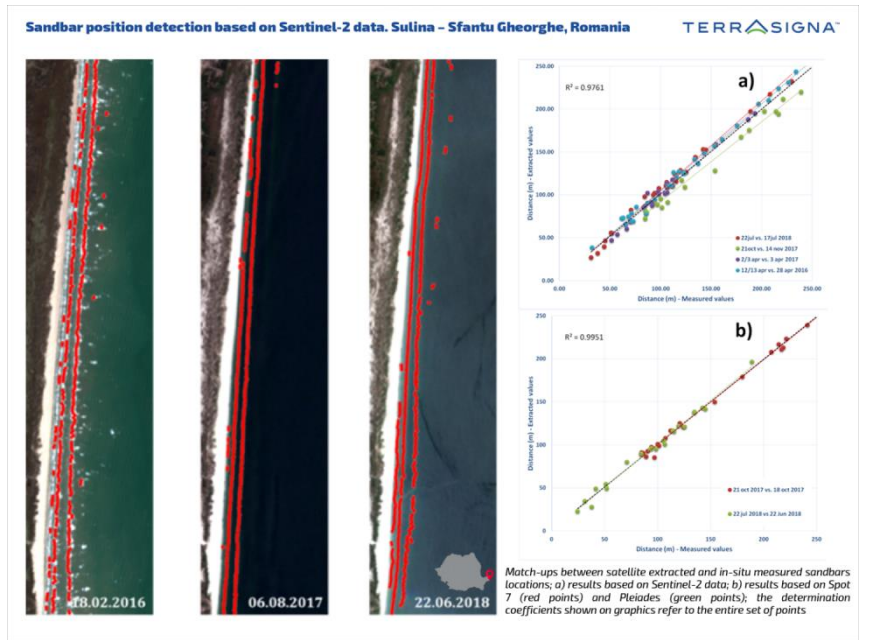 Sandbar position detection based on Sentinel-2 data. Sulina – Sfantu Gheorghe, Romania
TERRASIGNA™
18.02.2016
06.08.2017
22.06.2018
a)
R² = 0.9761
Distance (m) - Extracted values
250.00
200.00
150.00
100.00
50.00
0.00
0.00 50.00 100.00 150.00 200.00 250.00
Distance (m) - Measured values
22jul vs. 17jul 2018
21oct vs. 14 nov 2017
2/3 apr vs. 3 apr 2017
12/13 apr vs. 28 apr 2016
b)
R² = 0.9951
Distance (m) - Extracted values
250
200
150
100
50
0
0 50 100 150 200 250
Distance (m) - Measured values
21 oct 2017 vs. 18 oct 2017
22 jul 2018 vs 22 Jun 2018
Match-ups between satellite extracted and in-situ measured sandbars
locations; a) results based on Sentinel-2 data; b) results based on Spot
7 (red points) and Pleiades (green points); the determination
coefficients shown on graphics refer to the entire set of points